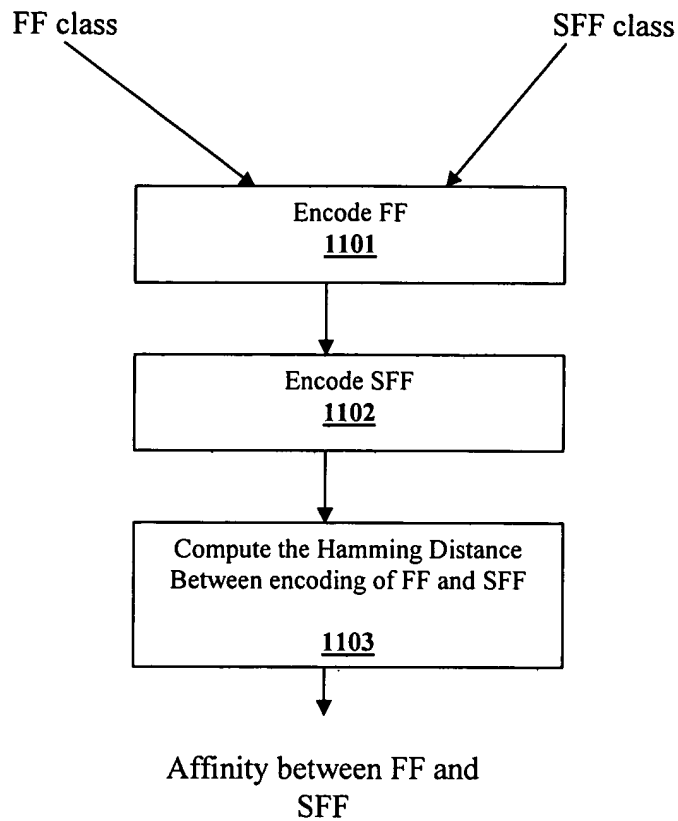 FF class
SFF class
Encode FF
1101
Encode SFF
1102
Compute the Hamming Distance
Between encoding of FF and SFF
1103
Affinity between FF and
SFF